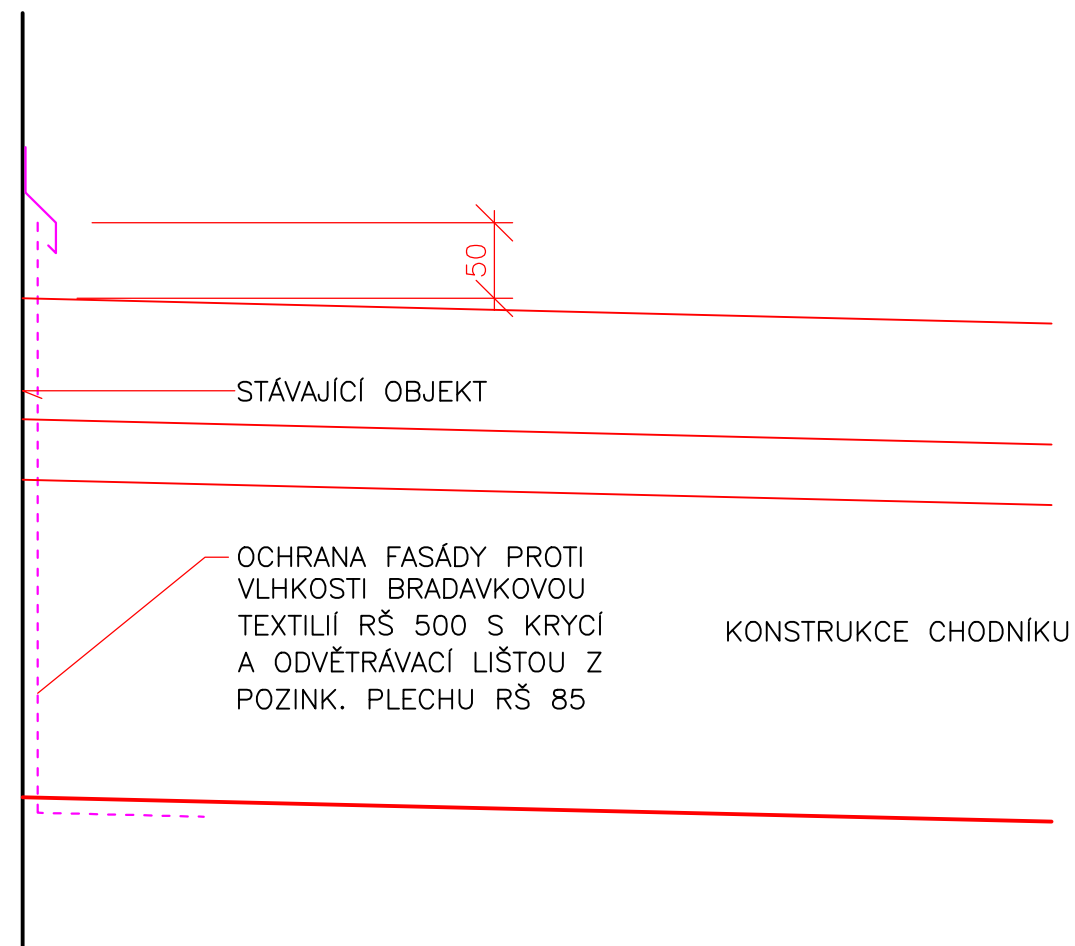 50
STÁVAJÍCÍ OBJEKT
OCHRANA FASÁDY PROTI
VLHKOSTI BRADAVKOVOU
TEXTILIÍ RŠ 500 S KRYCÍ
A ODVĚTRÁVACÍ LIŠTOU Z
POZINK. PLECHU RŠ 85
KONSTRUKCE CHODNÍKU